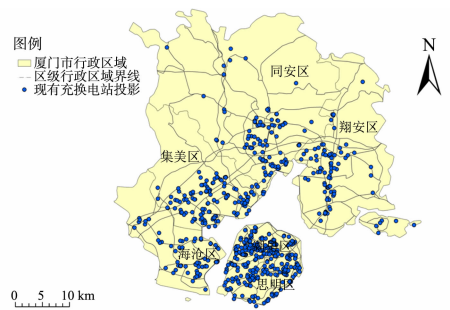 图例
厦门市行政区域
区级行政区域界线
现有充换电站投影
N
同安区
翔安区
集美区
海沧区
思明区
0 5 10 km